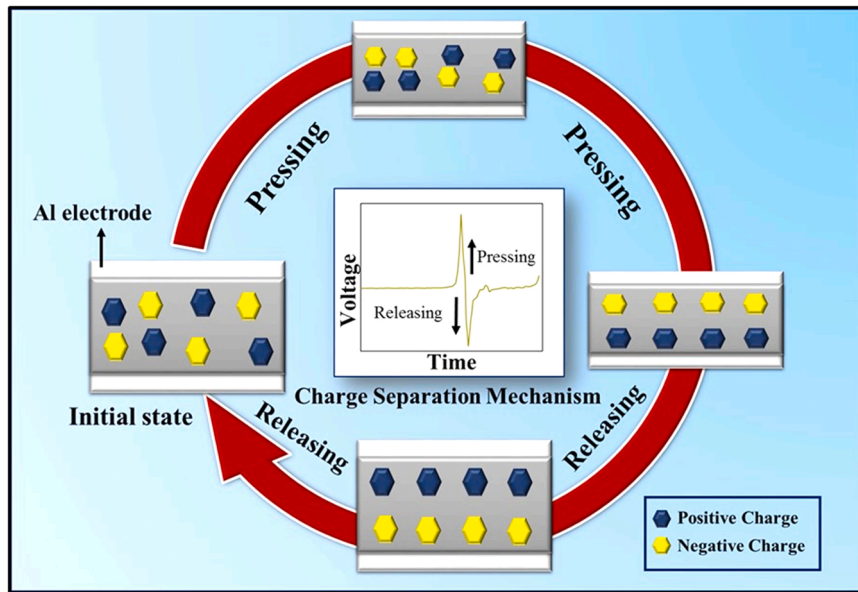 Pressing
Pressing
Al electrode
Voltage
Pressing
Releasing
Time
Charge Separation Mechanism
Initial state
Releasing
Releasing
Positive Charge
Negative Charge